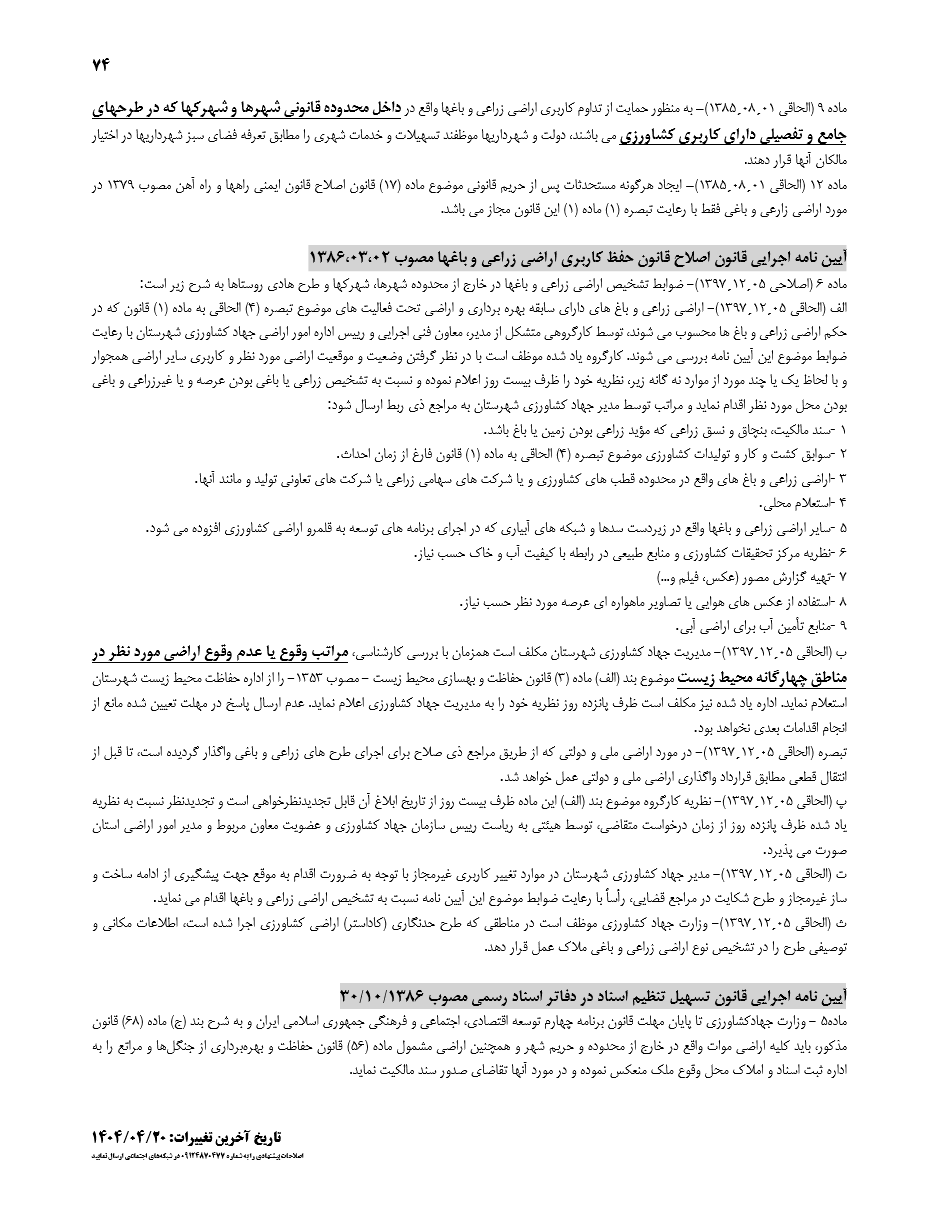 ۷۴
ماده ۹ (الحاقی ۰۱ˏ۰۸ˏ۱۳۸۵)– به منظور حمایت از تداوم کاربری اراضی زراعی و باغها واقع در داخل محدوده قانونی شهرها و شهرکها که در طرحهای
جامع و تفصیلی دارای کاربری کشاورزی می باشند، دولت و شهرداریها موظفند تسهیلات و خدمات شهری را مطابق تعرفه فضای سبز شهرداریها در اختیار
مالکان آنها قرار دهند.
ماده ۱۲ (الحاقی ۰۱ˏ۰۸ˏ۱۳۸۵)– ایجاد هرگونه مستحدثات پس از حریم قانونی موضوع ماده (۱۷) قانون اصلاح قانون ایمنی راهها و راه آهن مصوب ۱۳۷۹ در
مورد اراضی زارعی و باغی فقط با رعایت تبصره (۱) ماده (۱) این قانون مجاز می باشد.
آیین نامه اجرایی قانون اصلاح قانون حفظ کاربری اراضی زراعی و باغها مصوب ۱۳۸۶،۰۳،۰۲
ماده ۶ (اصلاحی ۰۵ˏ۱۲ˏ۱۳۹۷)- ضوابط تشخیص اراضی زراعی و باغها در خارج از محدوده شهرها، شهرکها و طرح هادی روستاها به شرح زیر است:
الف (الحاقی ۰۵ˏ۱۲ˏ۱۳۹۷)- اراضی زراعی و باغ های دارای سابقه بهره برداری و اراضی تحت فعالیت های موضوع تبصره (۴) الحاقی به ماده (۱) قانون که در
حکم اراضی زراعی و باغ ها محسوب می شوند، توسط کارگروهی متشکل از مدیر، معاون فنی اجرایی و رییس اداره امور اراضی جهاد کشاورزی شهرستان با رعایت
ضوابط موضوع این آیین نامه بررسی می شوند. کارگروه یاد شده موظف است با در نظر گرفتن وضعیت و موقعیت اراضی مورد نظر و کاربری سایر اراضی همجوار
و با لحاظ یک یا چند مورد از موارد نه گانه زیر، نظریه خود را ظرف بیست روز اعلام نموده و نسبت به تشخیص زراعی یا باغی بودن عرصه و یا غیرزراعی و باغی
بودن محل مورد نظر اقدام نماید و مراتب توسط مدیر جهاد کشاورزی شهرستان به مراجع ذی ربط ارسال شود:
۱ -سند مالکیت، بنچاق و نسق زراعی که مؤید زراعی بودن زمین یا باغ باشد.
۲ -سوابق کشت و کار و تولیدات کشاورزی موضوع تبصره (۴) الحاقی به ماده (۱) قانون فارغ از زمان احداث.
۳ -اراضی زراعی و باغ های واقع در محدوده قطب های کشاورزی و یا شرکت های سهامی زراعی یا شرکت های تعاونی تولید و مانند آنها.
۴ -استعلام محلی.
۵ -سایر اراضی زراعی و باغها واقع در زیردست سدها و شبکه های آبیاری که در اجرای برنامه های توسعه به قلمرو اراضی کشاورزی افزوده می شود.
۶ -نظریه مرکز تحقیقات کشاورزی و منابع طبیعی در رابطه با کیفیت آب و خاک حسب نیاز.
۷ -تهیه گزارش مصور (عکس، فیلم و...)
۸ -استفاده از عکس های هوایی یا تصاویر ماهواره ای عرصه مورد نظر حسب نیاز.
۹ -منابع تأمین آب برای اراضی آبی.
ب (الحاقی ۰۵ˏ۱۲ˏ۱۳۹۷)- مدیریت جهاد کشاورزی شهرستان مکلف است همزمان با بررسی کارشناسی، مراتب وقوع یا عدم وقوع اراضی مورد نظر در
مناطق چهارگانه محیط زیست موضوع بند (الف) ماده (۳) قانون حفاظت و بهسازی محیط زیست – مصوب ۱۳۵۳– را از اداره حفاظت محیط زیست شهرستان
استعلام نماید. اداره یاد شده نیز مکلف است ظرف پانزده روز نظریه خود را به مدیریت جهاد کشاورزی اعلام نماید. عدم ارسال پاسخ در مهلت تعیین شده مانع از
انجام اقدامات بعدی نخواهد بود.
تبصره (الحاقی ۰۵ˏ۱۲ˏ۱۳۹۷)- در مورد اراضی ملی و دولتی که از طریق مراجع ذی صلاح برای اجرای طرح های زراعی و باغی واگذار گردیده است، تا قبل از
انتقال قطعی مطابق قرارداد واگذاری اراضی ملی و دولتی عمل خواهد شد.
پ (الحاقی ۰۵ˏ۱۲ˏ۱۳۹۷)- نظریه کارگروه موضوع بند (الف) این ماده ظرف بیست روز از تاریخ ابلاغ آن قابل تجدیدنظرخواهی است و تجدیدنظر نسبت به نظریه
یاد شده ظرف پانزده روز از زمان درخواست متقاضی، توسط هیئتی به ریاست رییس سازمان جهاد کشاورزی و عضویت معاون مربوط و مدیر امور اراضی استان
صورت می پذیرد.
ت (الحاقی ۰۵ˏ۱۲ˏ۱۳۹۷)- مدیر جهاد کشاورزی شهرستان در موارد تغییر کاربری غیرمجاز با توجه به ضرورت اقدام به موقع جهت پیشگیری از ادامه ساخت و
ساز غیرمجاز و طرح شکایت در مراجع قضایی، رأساً با رعایت ضوابط موضوع این آیین نامه نسبت به تشخیص اراضی زراعی و باغها اقدام می نماید.
ث (الحاقی ۰۵ˏ۱۲ˏ۱۳۹۷)- وزارت جهاد کشاورزی موظف است در مناطقی که طرح حدنگاری (کاداستر) اراضی کشاورزی اجرا شده است، اطلاعات مکانی و
توصیفی طرح را در تشخیص نوع اراضی زراعی و باغی ملاک عمل قرار دهد.
آیین نامه اجرایی قانون تسهیل تنظیم اسناد در دفاتر اسناد رسمی مصوب ۳۰/۱۰/۱۳۸۶
ماده۵ – وزارت جهادکشاورزی تا پایان مهلت قانون برنامه چهارم توسعه اقتصادی، اجتماعی و فرهنگی جمهوری اسلامی ایران و به شرح بند (ج) ماده (۶۸) قانون
مذکور، باید کلیه اراضی موات واقع در خارج از محدوده و حریم شهر و همچنین اراضی مشمول ماده (۵۶) قانون حفاظت و بهره‌برداری از جنگل‌ها و مراتع را به
اداره ثبت اسناد و املاک محل وقوع ملک منعکس نموده و در مورد آنها تقاضای صدور سند مالکیت نماید.
تاریخ آخرین تغییرات: ۱۴۰۴/۰۴/۲۰
اصلاحات پیشنهادی را به شماره ۰۹۱۲۴۸۷۰۴۷۷ در شبکه‌های اجتماعی ارسال نمایید